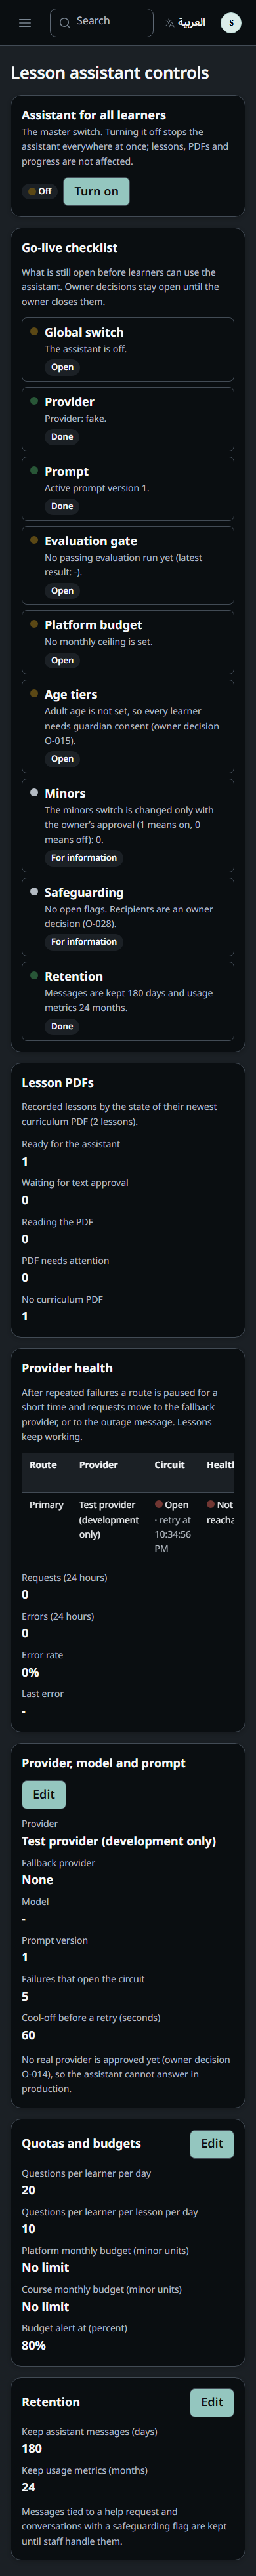 Search
العربية
S
Lesson assistant controls
Assistant for all learners
The master switch. Turning it off stops the
assistant everywhere at once; lessons, PDFs and
progress are not affected.
Off
Turn on
Go-live checklist
What is still open before learners can use the
assistant. Owner decisions stay open until the
owner closes them.
Global switch
The assistant is off.
Open
Provider
Provider: fake.
Done
Prompt
Active prompt version 1.
Done
Evaluation gate
No passing evaluation run yet (latest
result: -).
Open
Platform budget
No monthly ceiling is set.
Open
Age tiers
Adult age is not set, so every learner
needs guardian consent (owner decision
O-015).
Open
Minors
The minors switch is changed only with
the owner's approval (1 means on, 0
means off): 0.
For information
Safeguarding
No open flags. Recipients are an owner
decision (O-028).
For information
Retention
Messages are kept 180 days and usage
metrics 24 months.
Done
Lesson PDFs
Recorded lessons by the state of their newest
curriculum PDF (2 lessons).
Ready for the assistant
1
Waiting for text approval
0
Reading the PDF
0
PDF needs attention
0
No curriculum PDF
1
Provider health
After repeated failures a route is paused for a
short time and requests move to the fallback
provider, or to the outage message. Lessons
keep working.
Route Provider Circuit Health
Primary Test provider Open Not
(development · retry at reacha
only) 10:34:56
PM
Requests (24 hours)
0
Errors (24 hours)
0
Error rate
0%
Last error
-
Provider, model and prompt
Edit
Provider
Test provider (development only)
Fallback provider
None
Model
-
Prompt version
1
Failures that open the circuit
5
Cool-off before a retry (seconds)
60
No real provider is approved yet (owner decision
O-014), so the assistant cannot answer in
production.
Quotas and budgets
Edit
Questions per learner per day
20
Questions per learner per lesson per day
10
Platform monthly budget (minor units)
No limit
Course monthly budget (minor units)
No limit
Budget alert at (percent)
80%
Retention
Edit
Keep assistant messages (days)
180
Keep usage metrics (months)
24
Messages tied to a help request and
conversations with a safeguarding flag are kept
until staff handle them.